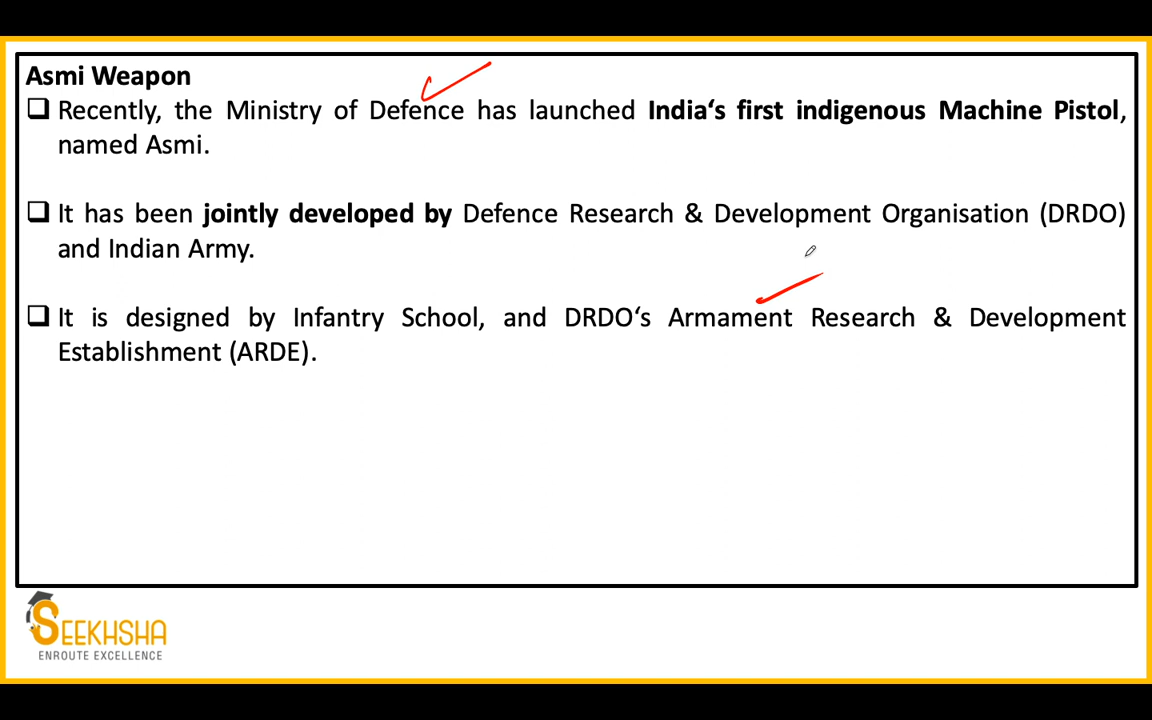 Asmi Weapon
❑ Recently, the Ministry of Defence has launched India‘s first indigenous Machine Pistol,
named Asmi.
❑ It has been jointly developed by Defence Research & Development Organisation (DRDO)
and Indian Army.
❑ It is designed by Infantry School, and DRDO‘s Armament Research & Development
Establishment (ARDE).
SEEKHSHA
ENROUTE EXCELLENCE